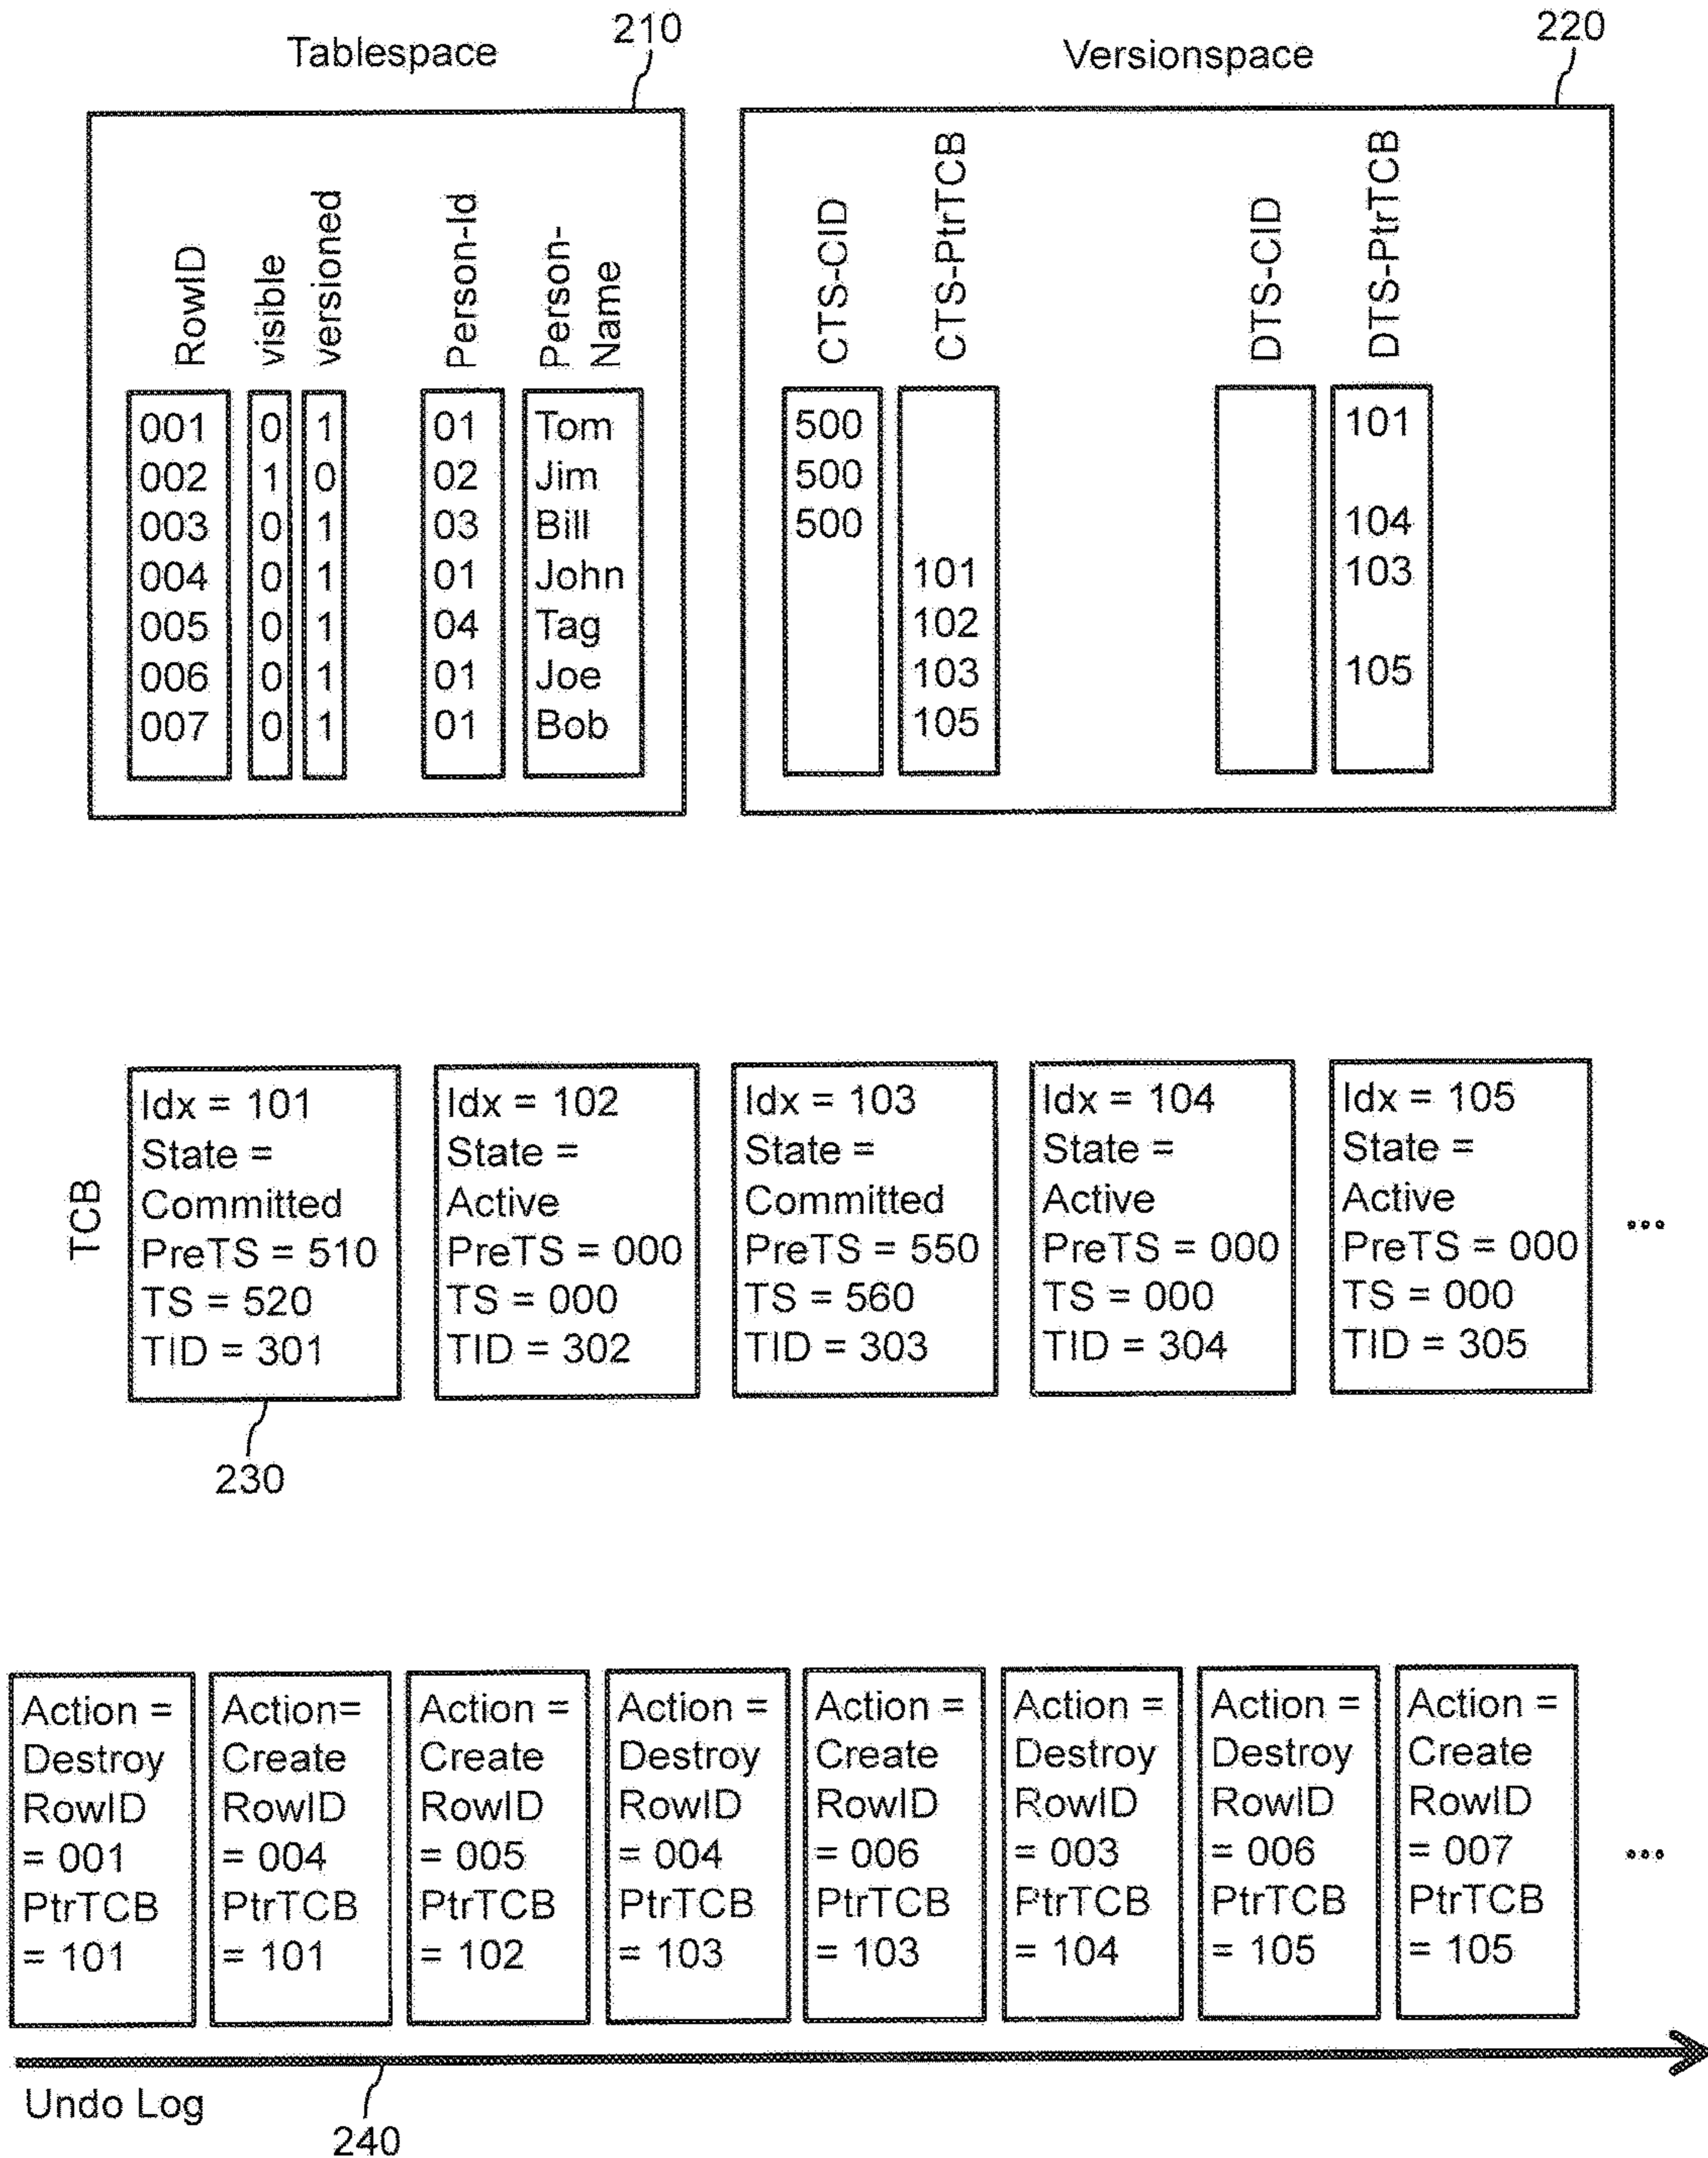 Tablespace 210
Versionspace 220
RowID visible versioned Person-Id Person-Name
CTS-CID CTS-PtrTCB DTS-CID DTS-PtrTCB
001 0 1 01 Tom 500 101
002 1 0 02 Jim 500
003 0 1 03 Bill 500 104
004 0 1 01 John 101 103
005 0 1 04 Tag 102
006 0 1 01 Joe 103 105
007 0 1 01 Bob 105
TCB
Idx = 101
State =
Committed
PreTS = 510
TS = 520
TID = 301
Idx = 102
State =
Active
PreTS = 000
TS = 000
TID = 302
Idx = 103
State =
Committed
PreTS = 550
TS = 560
TID = 303
Idx = 104
State =
Active
PreTS = 000
TS = 000
TID = 304
Idx = 105
State =
Active
PreTS = 000
TS = 000
TID = 305
...
230
Action =
Destroy
RowID
= 001
PtrTCB
= 101
Action=
Create
RowID
= 004
PtrTCB
= 101
Action =
Create
RowID
= 005
PtrTCB
= 102
Action =
Destroy
RowID
= 004
PtrTCB
= 103
Action =
Create
RowID
= 006
PtrTCB
= 103
Action =
Destroy
RowID
= 003
PtrTCB
= 104
Action =
Destroy
RowID
= 006
PtrTCB
= 105
Action =
Create
RowID
= 007
PtrTCB
= 105
...
Undo Log
240